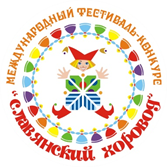 МЕЖДУНАРОДНЫЙ ФЕСТИВАЛЬ-КОНКУРС
"СЛАВЯНСКИЙ ХОРОВОД"